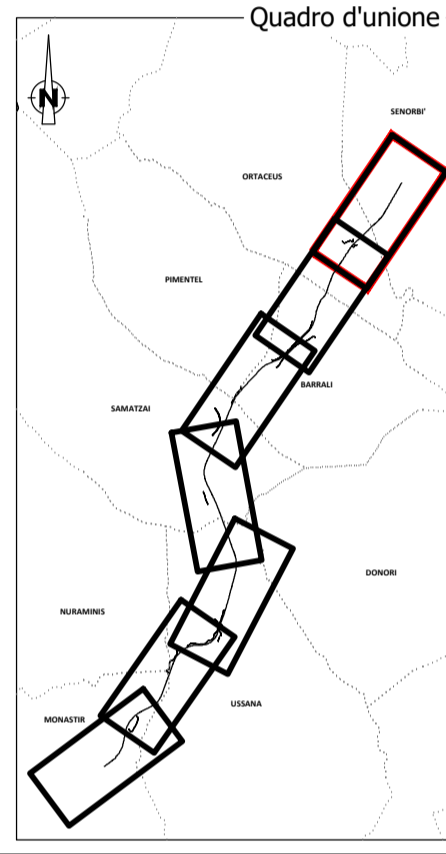 Quadro d'unione
N
SENORBI'
ORTACEUS
PIMENTEL
BARRALI
SAMATZAI
DONORI
NURAMINIS
USSANA
MONASTIR